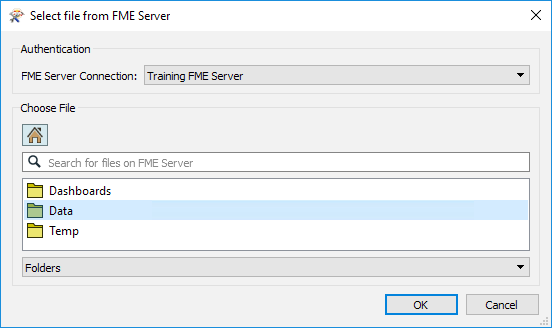 Select file from FME Server
Authentication
FME Server Connection: Training FME Server
Choose File
Search for files on FME Server
Dashboards
Data
Temp
Folders
OK Cancel